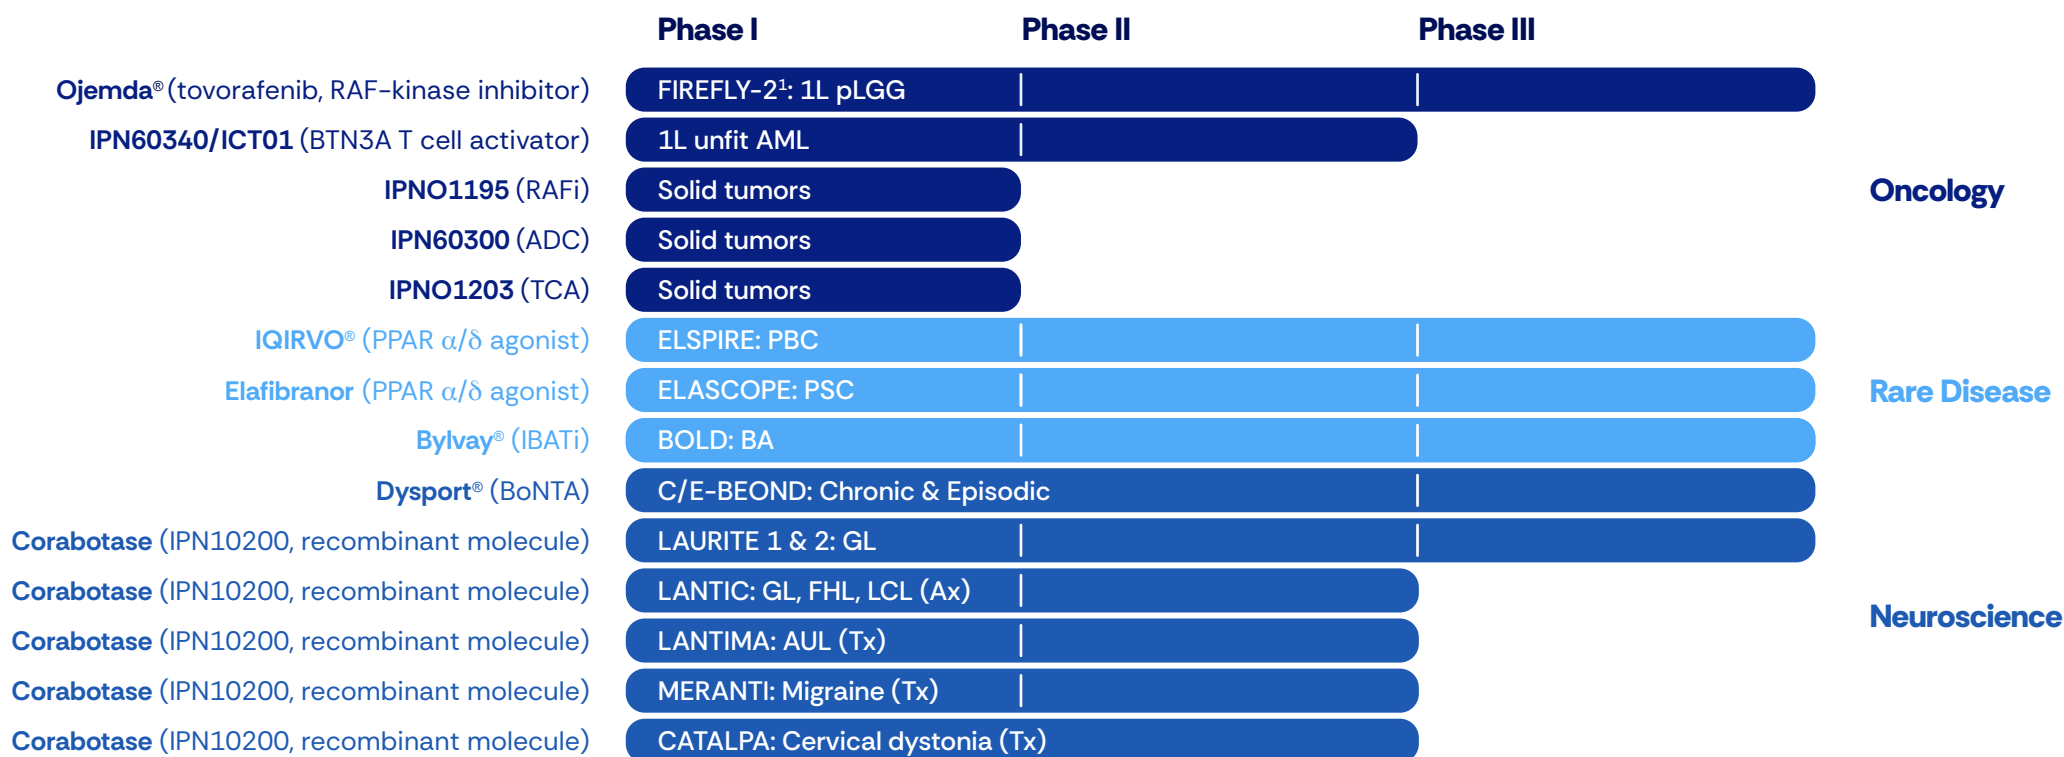 Phase I Phase II Phase III
Ojemda® (tovorafenib, RAF-kinase inhibitor) FIREFLY-2¹: 1L pLGG
IPN60340/ICT01 (BTN3A T cell activator) 1L unfit AML
IPNO1195 (RAFi) Solid tumors Oncology
IPN60300 (ADC) Solid tumors
IPNO1203 (TCA) Solid tumors
IQIRVO® (PPAR α/δ agonist) ELSPIRE: PBC
Elafibranor (PPAR α/δ agonist) ELASCOPE: PSC Rare Disease
Bylvay® (IBATi) BOLD: BA
Dysport® (BoNTA) C/E-BEOND: Chronic & Episodic
Corabotase (IPN10200, recombinant molecule) LAURITE 1 & 2: GL
Corabotase (IPN10200, recombinant molecule) LANTIC: GL, FHL, LCL (Ax)
Neuroscience
Corabotase (IPN10200, recombinant molecule) LANTIMA: AUL (Tx)
Corabotase (IPN10200, recombinant molecule) MERANTI: Migraine (Tx)
Corabotase (IPN10200, recombinant molecule) CATALPA: Cervical dystonia (Tx)